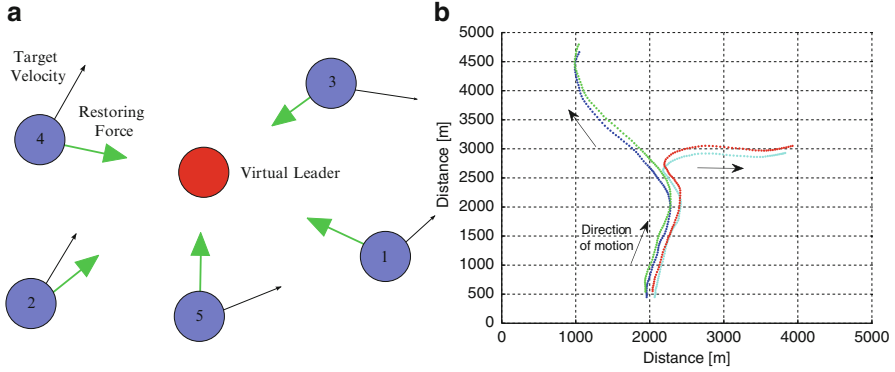 a
Target
Velocity
4
Restoring
Force
3
Virtual Leader
2
5
1
b
5000
4500
4000
3500
3000
2500
2000
1500
1000
500
0
Distance [m]
Direction
of motion
1000 2000 3000 4000 5000
Distance [m]